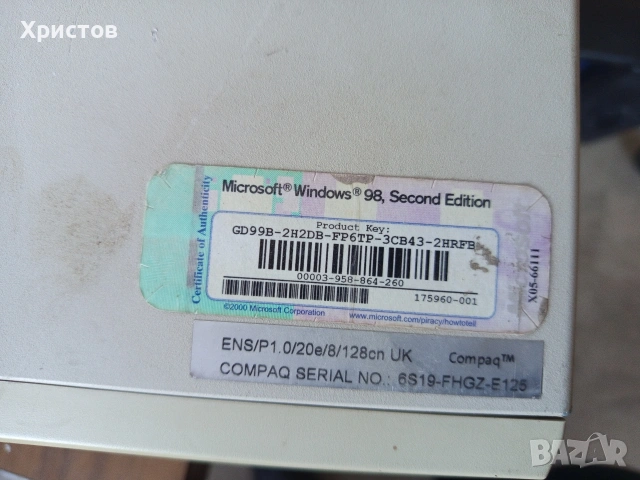 Христов
Certificate of Authenticity
Microsoft® Windows® 98, Second Edition
Product Key:
GD99B-2H2DB-FP6TP-3CB43-2HRFB
00003-958-864-260
175960-001
©2000 Microsoft Corporation
www.microsoft.com/piracy/howtotell
X05-66111
ENS/P1.0/20e/8/128cn UK Compaq™
COMPAQ SERIAL NO.: 6S19-FHGZ-E125
BAZAR